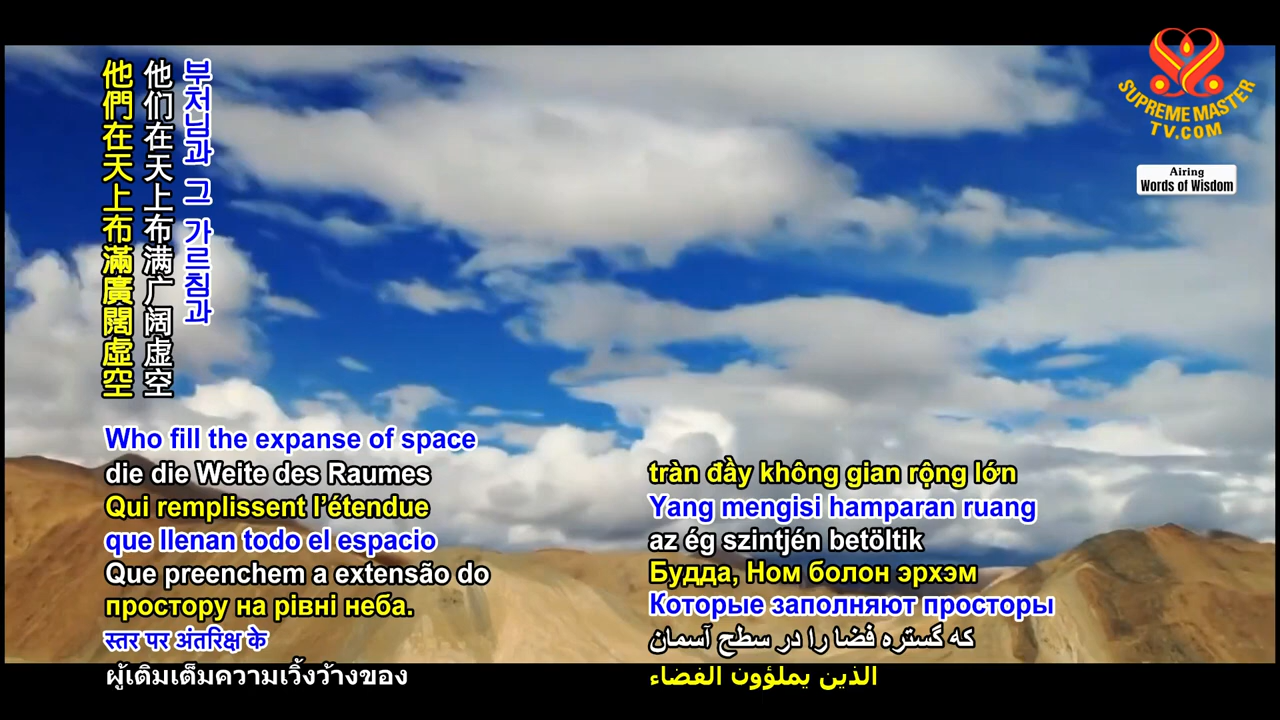 他們在天上布滿廣闊虛空
他们在天上布满广阔虚空
부처님과 그 가르침과
SUPREME MASTER
TV.COM
Airing
Words of Wisdom
Who fill the expanse of space
die die Weite des Raumes
Qui remplissent l’étendue
que llenan todo el espacio
Que preenchem a extensão do
простору на рівні неба.
स्तर पर अंतरिक्ष के
ผู้เติมเต็มความเวิ้งว้างของ
tràn đầy không gian rộng lớn
Yang mengisi hamparan ruang
az ég szintjén betöltik
Будда, Ном болон эрхэм
Которые заполняют просторы
که گستره فضا را در سطح آسمان
الذين يملؤون الفضاء